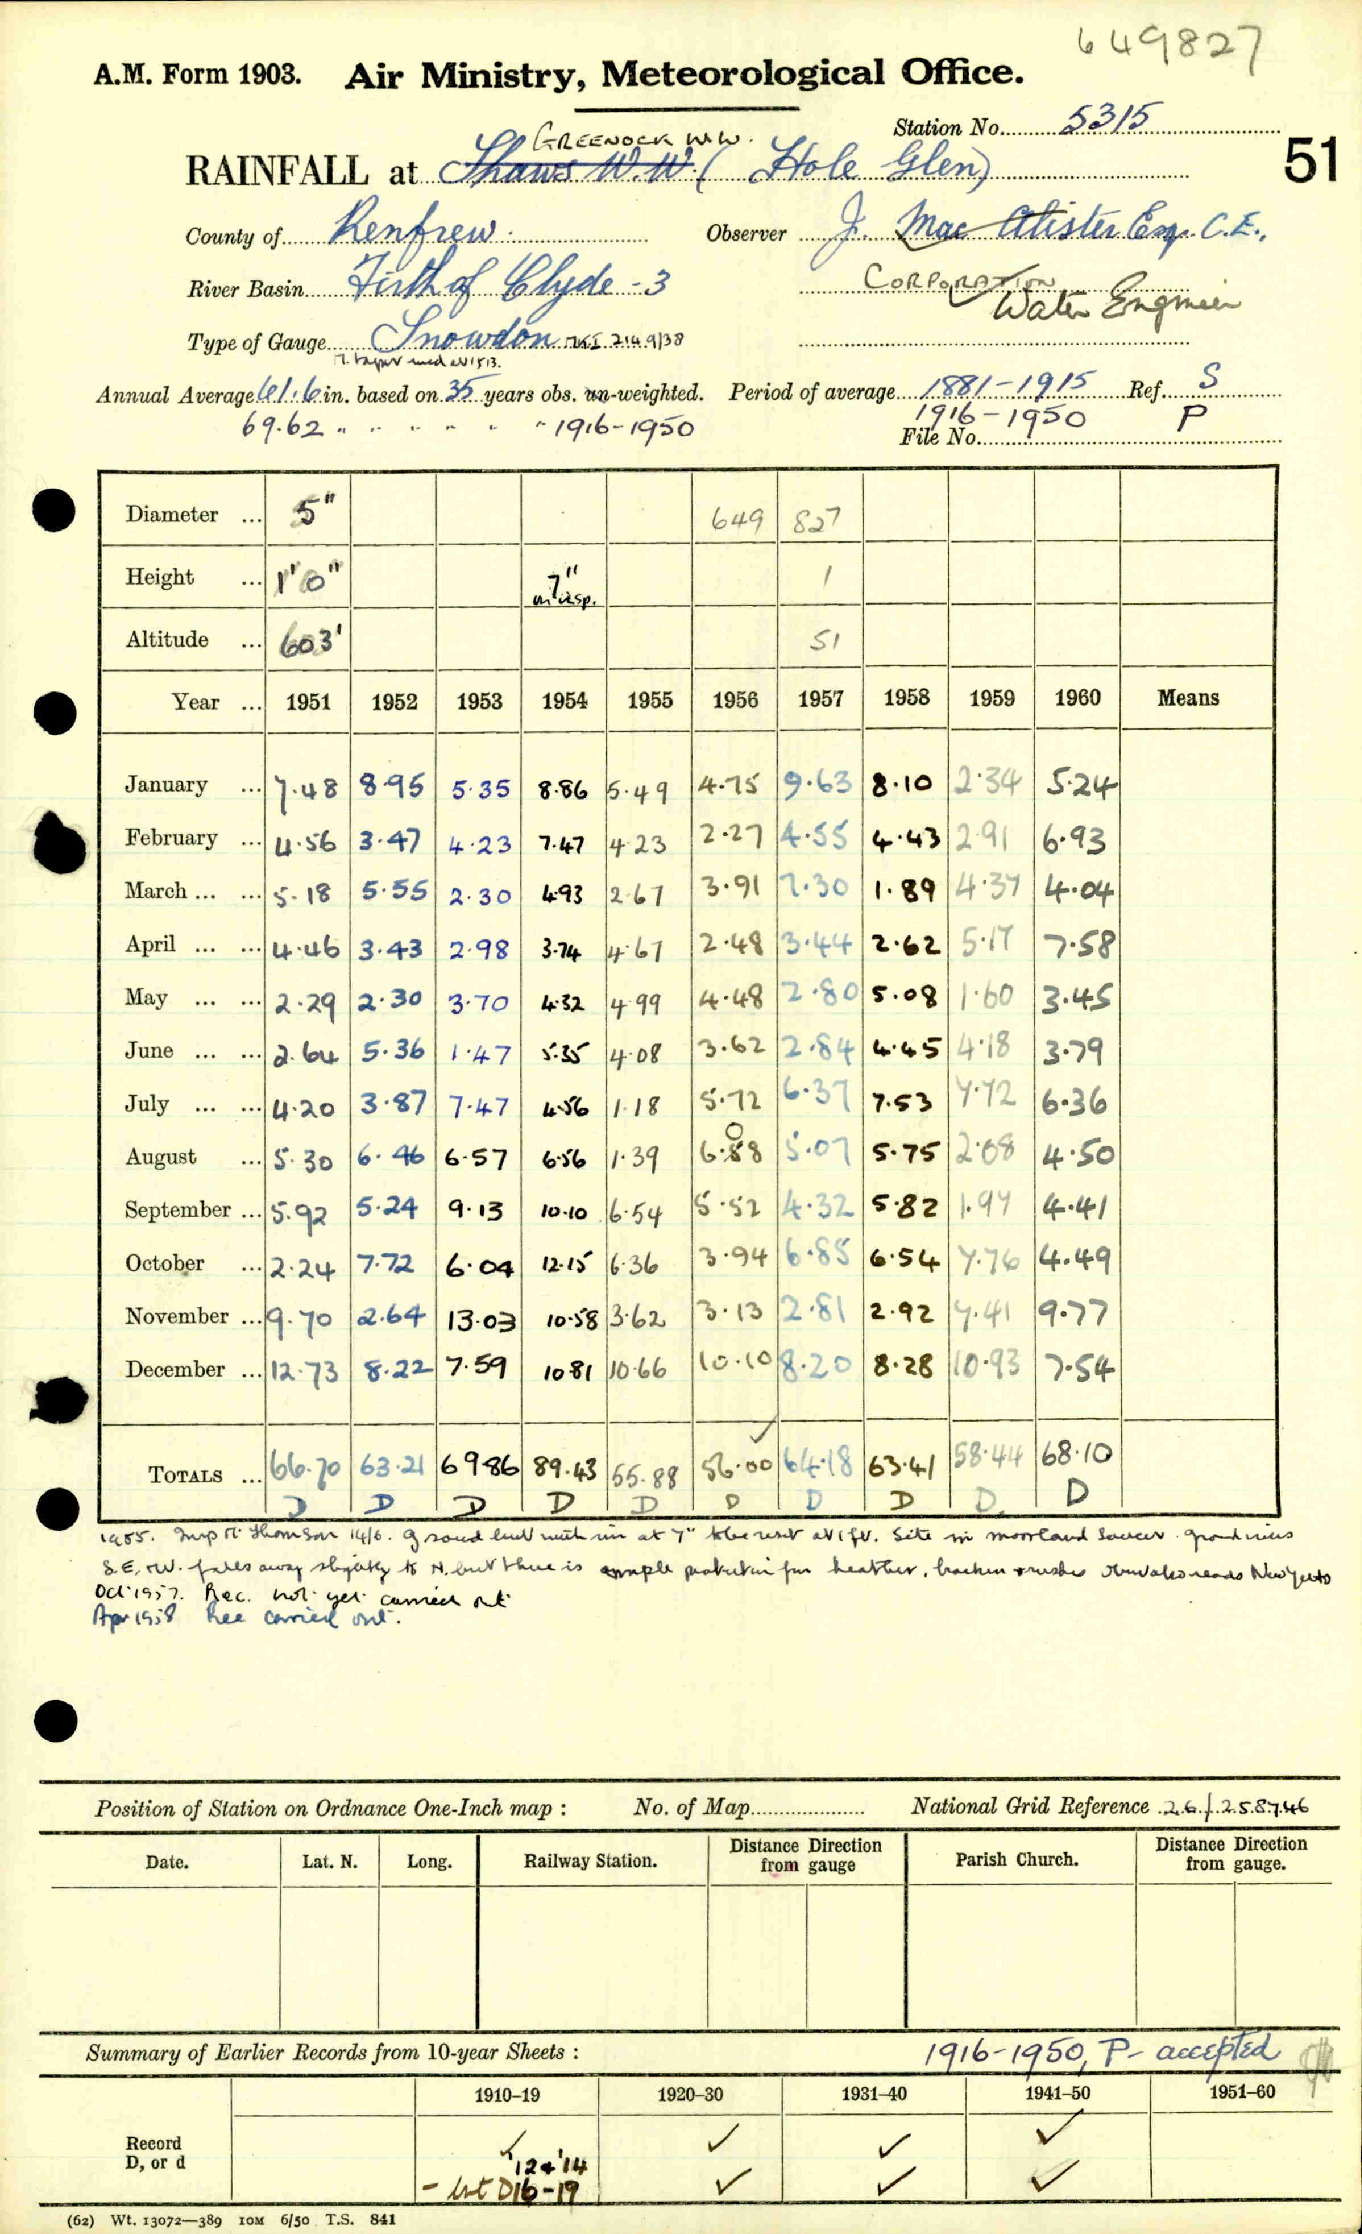 649827
A.M. Form 1903. Air Ministry, Meteorological Office.
Station No. 5315
GREENOCK W.W.
RAINFALL at Shaws W.W. ( Hole Glen) 51
County of Renfrew. Observer J. Mac Alister Esq. C.E.,
River Basin Firth of Clyde - 3 CORPORATION Water Engineer
Type of Gauge Snowdon 2149/38
Annual Average 61.6 in. based on 35 years obs. un-weighted. Period of average 1881-1915 Ref. S
69.62 " " " " " " 1916-1950 1916-1950 P
File No.
Diameter ... 5" 649 827
Height ... 1'0" 7" on insp. 1
Altitude ... 603' 51
Year ... 1951 1952 1953 1954 1955 1956 1957 1958 1959 1960 Means
January ... 7.48 8.95 5.35 8.86 5.49 4.75 9.63 8.10 2.34 5.24
February ... 4.56 3.47 4.23 7.47 4.23 2.27 4.55 4.43 2.91 6.93
March ... ... 5.18 5.55 2.30 4.93 2.67 3.91 7.30 1.89 4.37 4.04
April ... ... 4.46 3.43 2.98 3.74 4.67 2.48 3.44 2.62 5.17 7.58
May ... ... 2.29 2.30 3.70 4.32 4.99 4.48 2.80 5.08 1.60 3.45
June ... ... 2.64 5.36 1.47 5.35 4.08 3.62 2.84 4.45 4.18 3.79
July ... ... 4.20 3.87 7.47 4.56 1.18 5.72 6.37 7.53 7.72 6.36
August ... 5.30 6.46 6.57 6.56 1.39 6.08 5.07 5.75 2.08 4.50
September ... 5.92 5.24 9.13 10.10 6.54 5.52 4.32 5.82 1.97 4.41
October ... 2.24 7.72 6.04 12.15 6.36 3.94 6.85 6.54 7.76 4.49
November ... 9.70 2.64 13.03 10.58 3.62 3.13 2.81 2.92 7.41 9.77
December ... 12.73 8.22 7.59 10.81 10.66 10.10 8.20 8.28 10.93 7.54
TOTALS ... 66.70 63.21 69.86 89.43 55.88 56.00 64.18 63.41 58.44 68.10
D D D D D D D D D D
1955. Insp Mr Thomson 14/6. at 7" to be reset at 1 ft. Site in moorland saucer. ground rises
S.E, + W. falls away slightly to N. but there is ample protection from heather, bracken + rushes
Oct 1957. Rec. not yet carried out
Apr 1958 Rec carried out.
Position of Station on Ordnance One-Inch map : No. of Map National Grid Reference 26/258746
Date. Lat. N. Long. Railway Station. Distance Direction from gauge Parish Church. Distance Direction from gauge.
Summary of Earlier Records from 10-year Sheets : 1916-1950, P- accepted
1910-19 1920-30 1931-40 1941-50 1951-60
Record ✓ ✓ ✓ ✓
D, or d 12 + '14
- but D16-19 ✓ ✓ ✓
(62) Wt. 13072—389 10M 6/50 T.S. 841